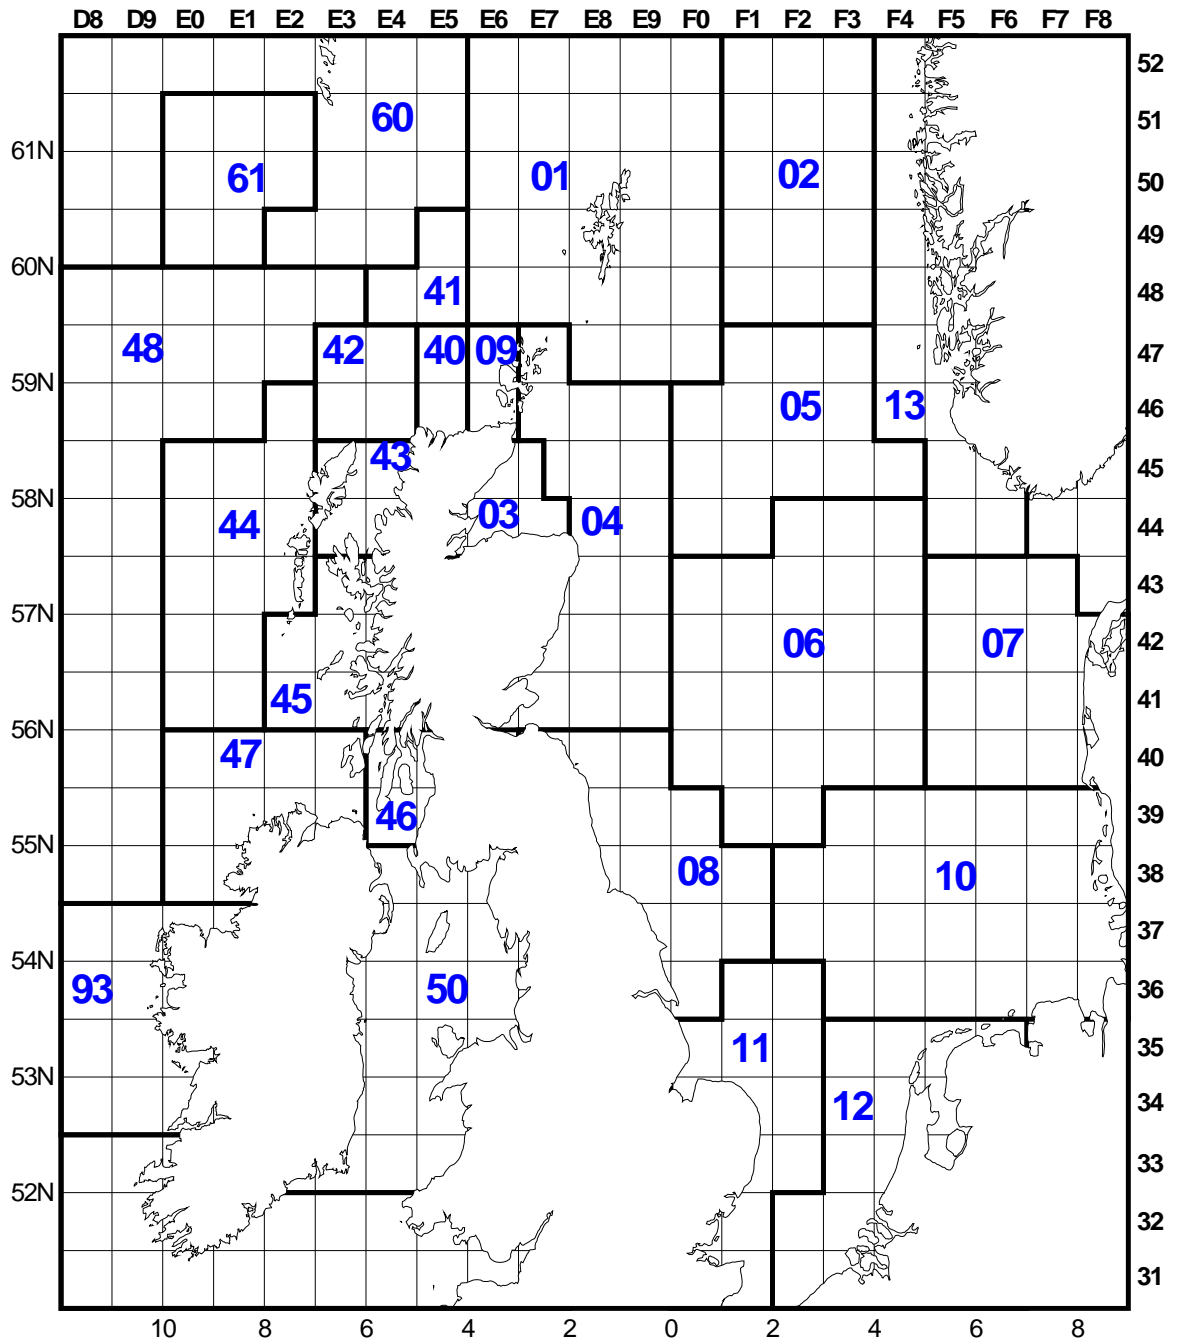 D8 D9 E0 E1 E2 E3 E4 E5 E6 E7 E8 E9 F0 F1 F2 F3 F4 F5 F6 F7 F8
52
60 51
61N
61 01 02 50
49
60N
41 48
48 42 40 09 47
59N
05 13 46
43 45
58N
44 03 04 44
43
57N
06 07 42
45 41
56N
47 40
46 39
55N
08 10 38
37
54N
93 50 36
11 35
53N
12 34
33
52N
32
31
10 8 6 4 2 0 2 4 6 8